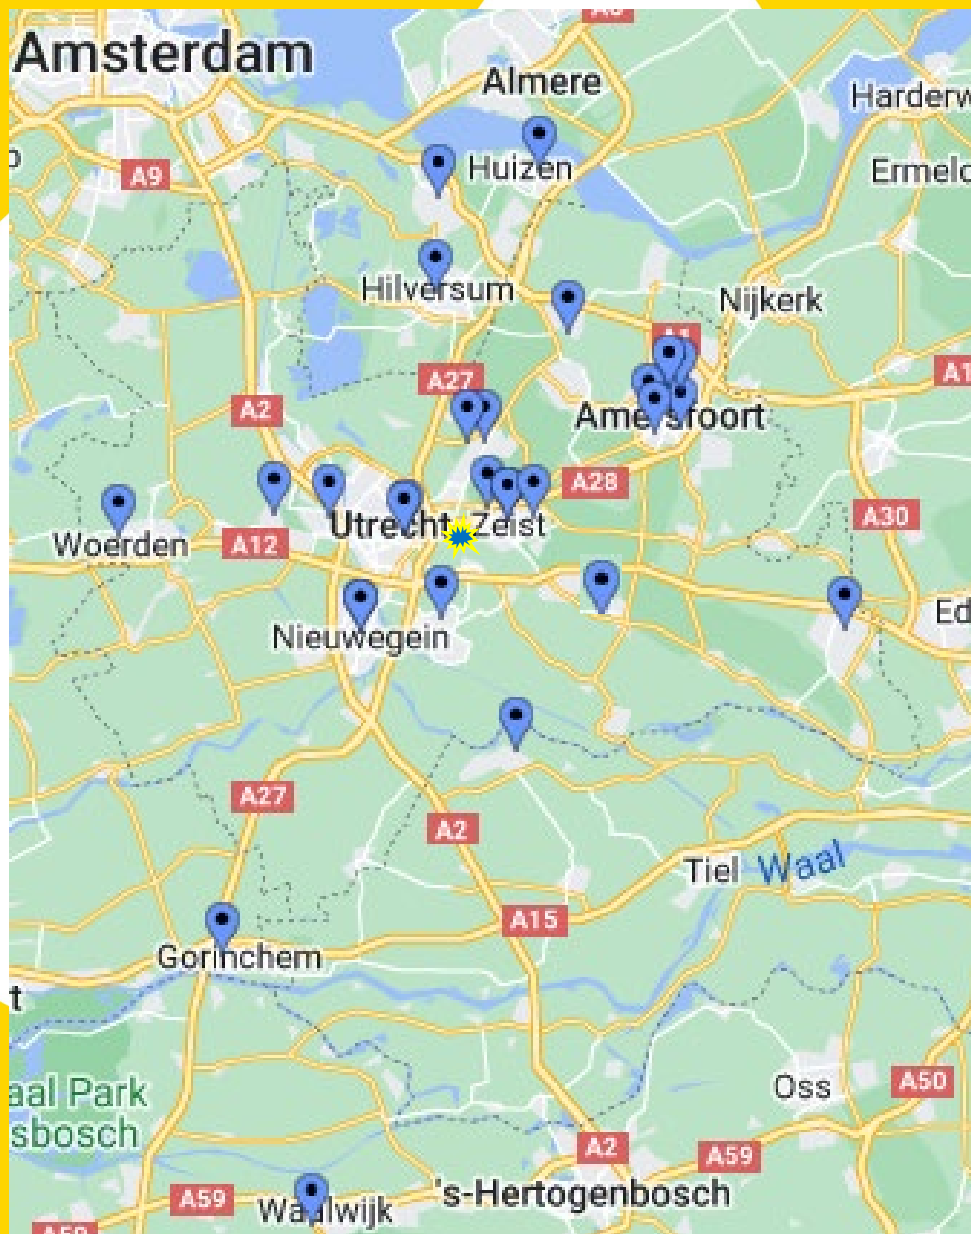 Amsterdam
Almere
Harderw
Huizen
A9
Ermelo
Hilversum
Nijkerk
A1
A27
A1
A2
Amersfoort
A28
Utrecht
Zeist
A30
Woerden
A12
Ed
Nieuwegein
A27
A2
Tiel
Waal
A15
Gorinchem
t
aal Park
sbosch
Oss
A50
A2
A59
A59
's-Hertogenbosch
Waalwijk
A59